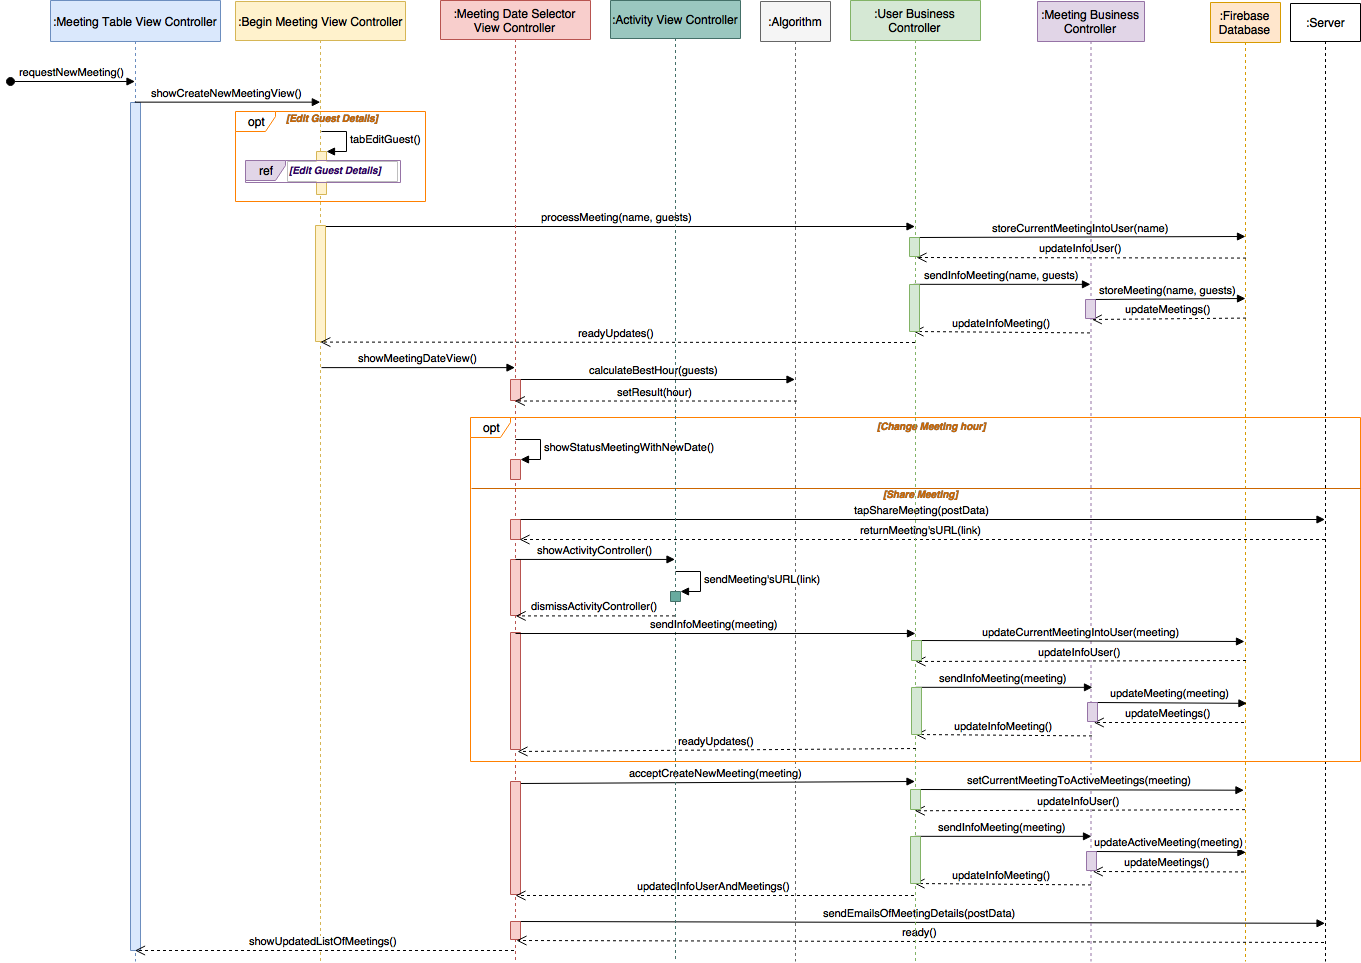 :Meeting Table View Controller
:Begin Meeting View Controller
:Meeting Date Selector
View Controller
:Activity View Controller
:Algorithm
:User Business
Controller
:Meeting Business
Controller
:Firebase
Database
:Server
requestNewMeeting()
showCreateNewMeetingView()
opt
[Edit Guest Details]
tabEditGuest()
ref
[Edit Guest Details]
processMeeting(name, guests)
storeCurrentMeetingIntoUser(name)
updateInfoUser()
sendInfoMeeting(name, guests)
storeMeeting(name, guests)
updateMeetings()
updateInfoMeeting()
readyUpdates()
showMeetingDateView()
calculateBestHour(guests)
setResult(hour)
opt
[Change Meeting hour]
showStatusMeetingWithNewDate()
[Share Meeting]
tapShareMeeting(postData)
returnMeeting'sURL(link)
showActivityController()
sendMeeting'sURL(link)
dismissActivityController()
sendInfoMeeting(meeting)
updateCurrentMeetingIntoUser(meeting)
updateInfoUser()
sendInfoMeeting(meeting)
updateMeeting(meeting)
updateMeetings()
updateInfoMeeting()
readyUpdates()
acceptCreateNewMeeting(meeting)
setCurrentMeetingToActiveMeetings(meeting)
updateInfoUser()
sendInfoMeeting(meeting)
updateActiveMeeting(meeting)
updateMeetings()
updateInfoMeeting()
updatedInfoUserAndMeetings()
sendEmailsOfMeetingDetails(postData)
ready()
showUpdatedListOfMeetings()